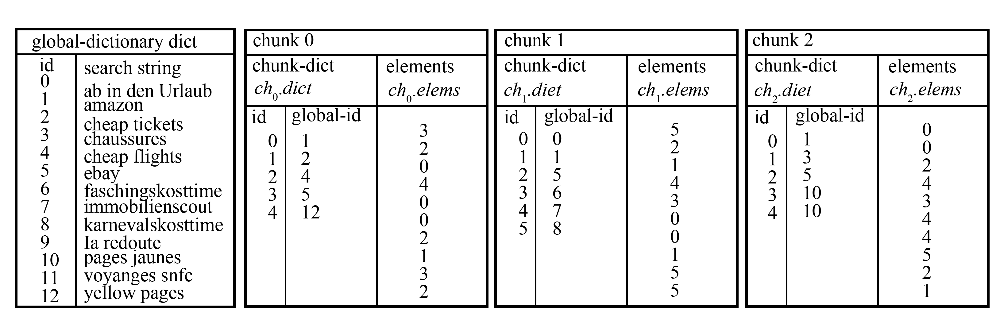 global-dictionary dict
id search string
0
1 ab in den Urlaub
amazon
2 cheap tickets
3 chaussures
4 cheap flights
5 ebay
6 faschingskosttime
7 immobilienscout
8 karnevalskosttime
9 Ia redoute
10 pages jaunes
11 voyanges snfc
12 yellow pages
chunk 0
chunk-dict elements
ch0.dict ch0.elems
id global-id
3
0 1
2
1 2
0
2 4
4
3 5
0
4 12
0
2
1
3
2
chunk 1
chunk-dict elements
ch1.diet ch1.elems
id global-id
5
0 0
2
1 1
1
2 5
4
3 6
3
4 7
0
5 8
0
1
5
5
chunk 2
chunk-dict elements
ch2.diet ch2.elems
id global-id
0
0 1
0
1 3
2
2 5
4
3 10
3
4 10
4
4
5
2
1